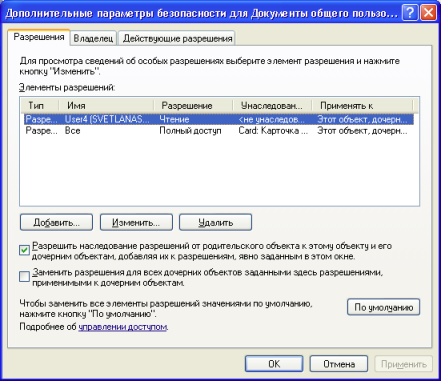 Дополнительные параметры безопасности для Документы общего пользо...
Разрешения Владелец Действующие разрешения
Для просмотра сведений об особых разрешениях выберите элемент разрешения и нажмите
кнопку "Изменить".
Элементы разрешений:
Тип Имя Разрешение Унаследован... Применять к
Разре... User4 (SVETLANAS... Чтение <не унаследов... Этот объект, дочерн...
Разре... Все Полный доступ Card: Карточка ... Этот объект, дочерн...
Добавить... Изменить... Удалить
Разрешить наследование разрешений от родительского объекта к этому объекту и его
дочерним объектам, добавляя их к разрешениям, явно заданным в этом окне.
Заменить разрешения для всех дочерних объектов заданными здесь разрешениями,
применимыми к дочерним объектам.
Чтобы заменить все элементы разрешений значениями по умолчанию,
нажмите кнопку "По умолчанию".
По умолчанию
Подробнее об управлении доступом.
ОК Отмена Применить